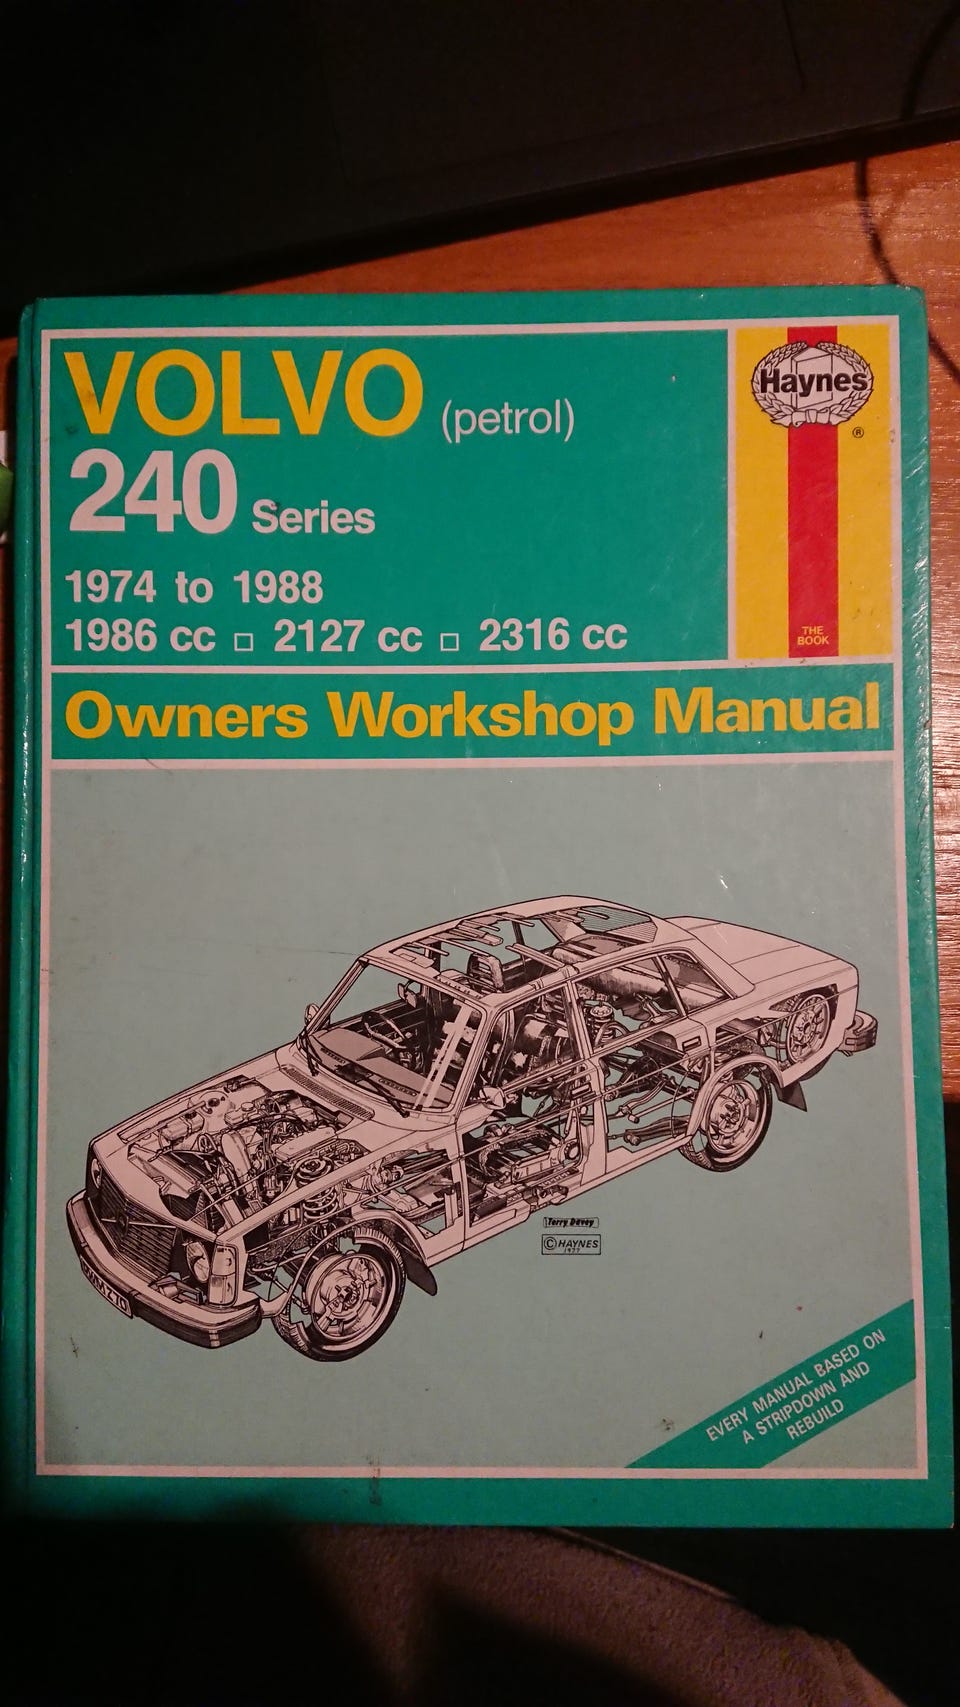 VOLVO (petrol)
Haynes
®
240 Series
1974 to 1988
1986 cc □ 2127 cc □ 2316 cc
THE
BOOK
Owners Workshop Manual
Terry Davey
© HAYNES
1977
EVERY MANUAL BASED ON
A STRIPDOWN AND
REBUILD